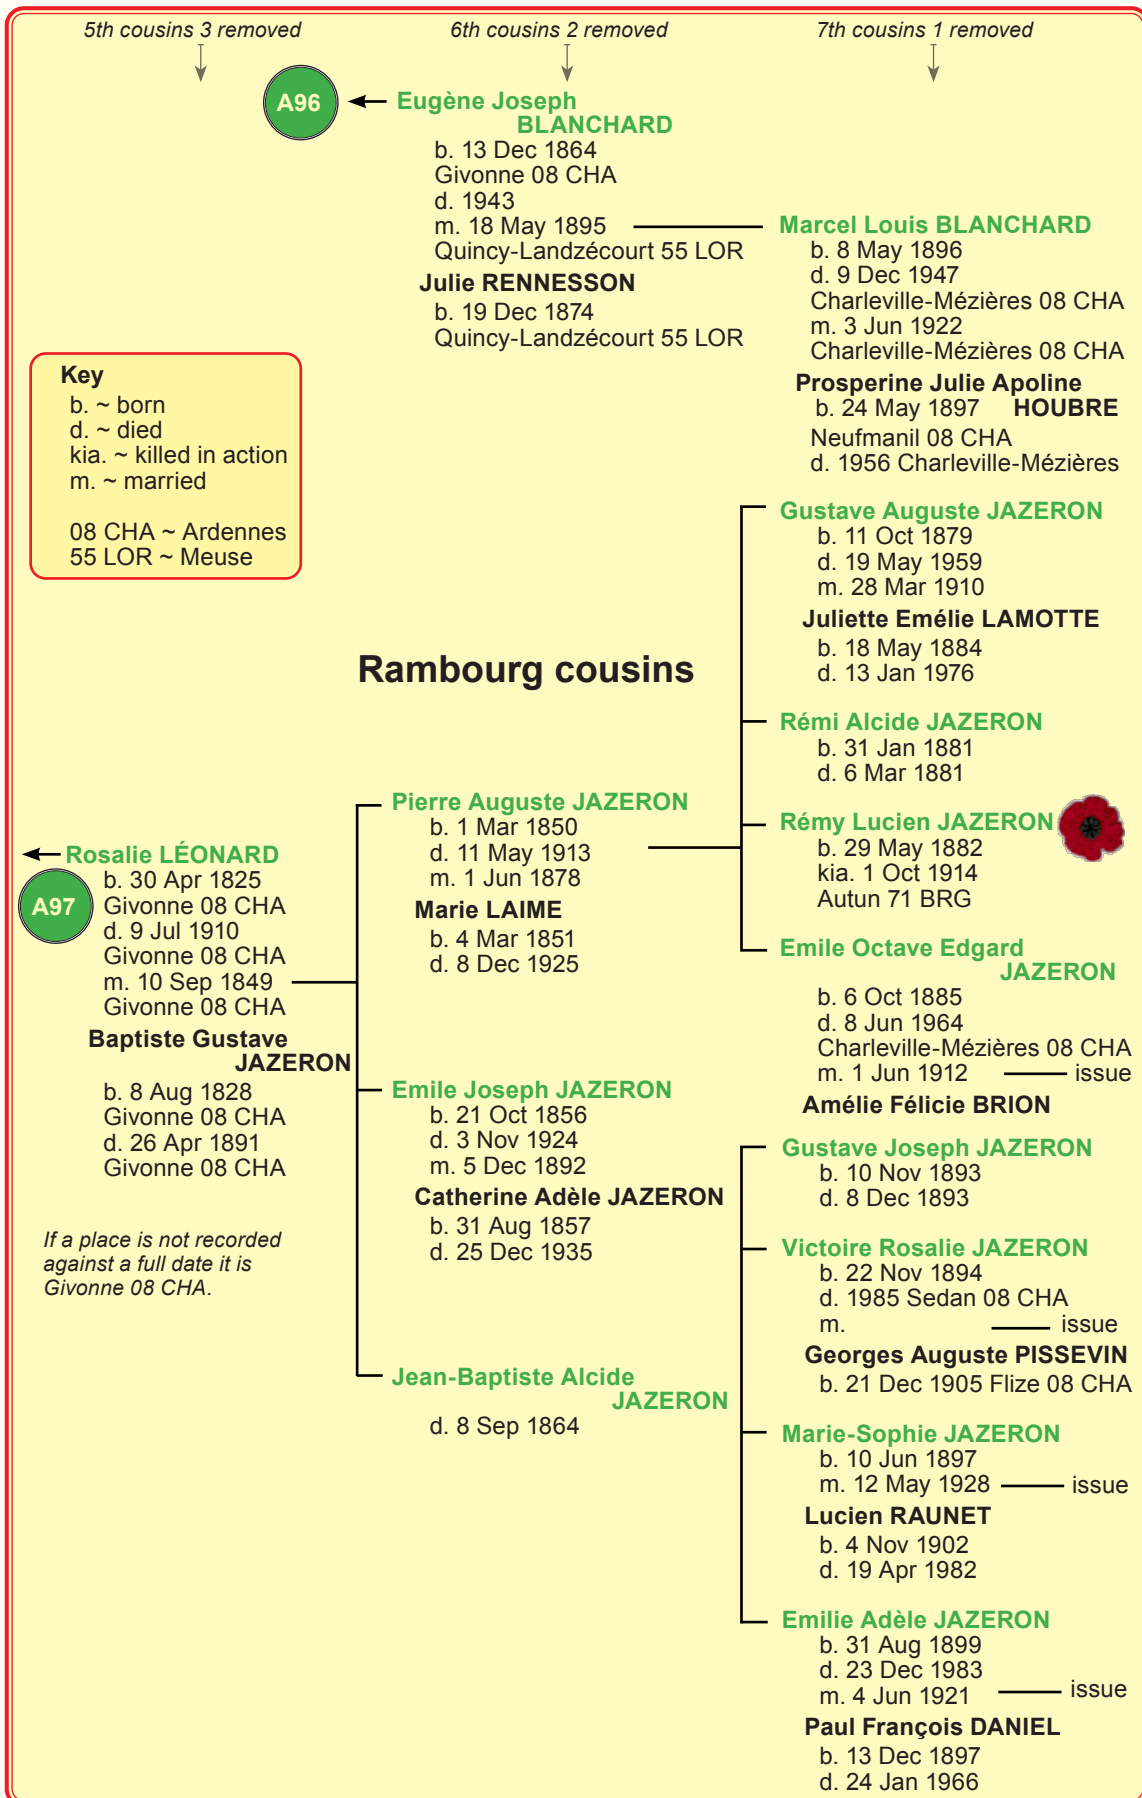 5th cousins 3 removed
6th cousins 2 removed
7th cousins 1 removed
A96
Eugène Joseph
BLANCHARD
b. 13 Dec 1864
Givonne 08 CHA
d. 1943
m. 18 May 1895
Quincy-Landzécourt 55 LOR
Julie RENNESSON
b. 19 Dec 1874
Quincy-Landzécourt 55 LOR
Marcel Louis BLANCHARD
b. 8 May 1896
d. 9 Dec 1947
Charleville-Mézières 08 CHA
m. 3 Jun 1922
Charleville-Mézières 08 CHA
Prosperine Julie Apoline
b. 24 May 1897 HOUBRE
Neufmanil 08 CHA
d. 1956 Charleville-Mézières
Key
b. ~ born
d. ~ died
kia. ~ killed in action
m. ~ married
08 CHA ~ Ardennes
55 LOR ~ Meuse
Rambourg cousins
A97
Rosalie LÉONARD
b. 30 Apr 1825
Givonne 08 CHA
d. 9 Jul 1910
Givonne 08 CHA
m. 10 Sep 1849
Givonne 08 CHA
Baptiste Gustave
JAZERON
b. 8 Aug 1828
Givonne 08 CHA
d. 26 Apr 1891
Givonne 08 CHA
If a place is not recorded
against a full date it is
Givonne 08 CHA.
Pierre Auguste JAZERON
b. 1 Mar 1850
d. 11 May 1913
m. 1 Jun 1878
Marie LAIME
b. 4 Mar 1851
d. 8 Dec 1925
Emile Joseph JAZERON
b. 21 Oct 1856
d. 3 Nov 1924
m. 5 Dec 1892
Catherine Adèle JAZERON
b. 31 Aug 1857
d. 25 Dec 1935
Jean-Baptiste Alcide
JAZERON
d. 8 Sep 1864
Gustave Auguste JAZERON
b. 11 Oct 1879
d. 19 May 1959
m. 28 Mar 1910
Juliette Emélie LAMOTTE
b. 18 May 1884
d. 13 Jan 1976
Rémi Alcide JAZERON
b. 31 Jan 1881
d. 6 Mar 1881
Rémy Lucien JAZERON
b. 29 May 1882
kia. 1 Oct 1914
Autun 71 BRG
Emile Octave Edgard
JAZERON
b. 6 Oct 1885
d. 8 Jun 1964
Charleville-Mézières 08 CHA
m. 1 Jun 1912 issue
Amélie Félicie BRION
Gustave Joseph JAZERON
b. 10 Nov 1893
d. 8 Dec 1893
Victoire Rosalie JAZERON
b. 22 Nov 1894
d. 1985 Sedan 08 CHA
m. issue
Georges Auguste PISSEVIN
b. 21 Dec 1905 Flize 08 CHA
Marie-Sophie JAZERON
b. 10 Jun 1897
m. 12 May 1928 issue
Lucien RAUNET
b. 4 Nov 1902
d. 19 Apr 1982
Emilie Adèle JAZERON
b. 31 Aug 1899
d. 23 Dec 1983
m. 4 Jun 1921 issue
Paul François DANIEL
b. 13 Dec 1897
d. 24 Jan 1966